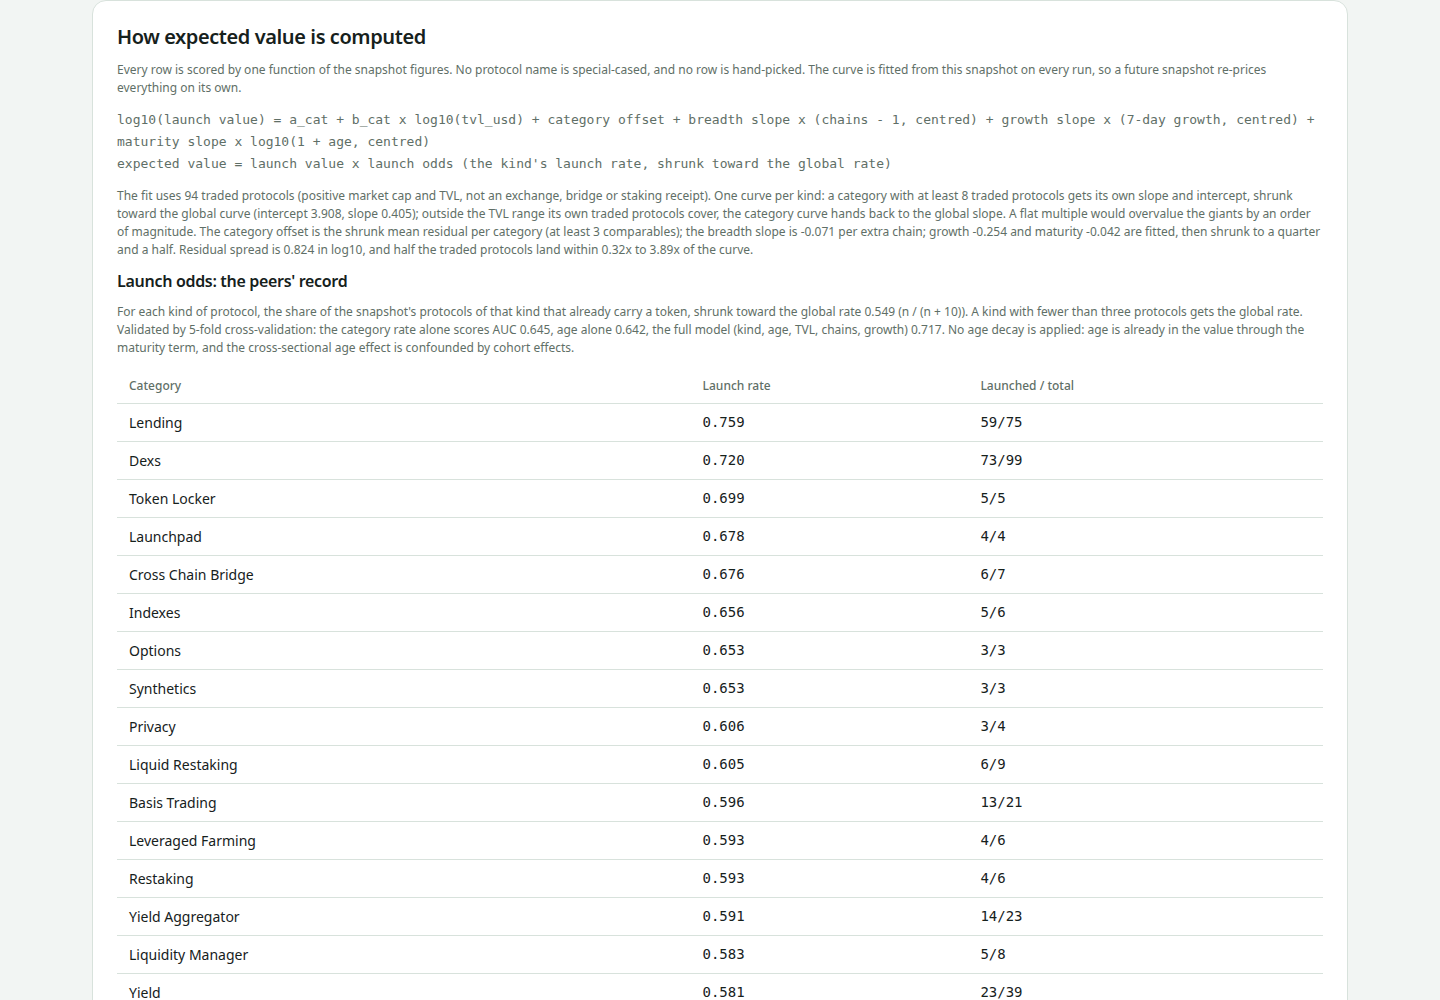 How expected value is computed
Every row is scored by one function of the snapshot figures. No protocol name is special-cased, and no row is hand-picked. The curve is fitted from this snapshot on every run, so a future snapshot re-prices
everything on its own.
log10(launch value) = a_cat + b_cat x log10(tvl_usd) + category offset + breadth slope x (chains - 1, centred) + growth slope x (7-day growth, centred) +
maturity slope x log10(1 + age, centred)
expected value = launch value x launch odds (the kind's launch rate, shrunk toward the global rate)
The fit uses 94 traded protocols (positive market cap and TVL, not an exchange, bridge or staking receipt). One curve per kind: a category with at least 8 traded protocols gets its own slope and intercept, shrunk
toward the global curve (intercept 3.908, slope 0.405); outside the TVL range its own traded protocols cover, the category curve hands back to the global slope. A flat multiple would overvalue the giants by an order
of magnitude. The category offset is the shrunk mean residual per category (at least 3 comparables); the breadth slope is -0.071 per extra chain; growth -0.254 and maturity -0.042 are fitted, then shrunk to a quarter
and a half. Residual spread is 0.824 in log10, and half the traded protocols land within 0.32x to 3.89x of the curve.
Launch odds: the peers' record
For each kind of protocol, the share of the snapshot's protocols of that kind that already carry a token, shrunk toward the global rate 0.549 (n / (n + 10)). A kind with fewer than three protocols gets the global rate.
Validated by 5-fold cross-validation: the category rate alone scores AUC 0.645, age alone 0.642, the full model (kind, age, TVL, chains, growth) 0.717. No age decay is applied: age is already in the value through the
maturity term, and the cross-sectional age effect is confounded by cohort effects.
Category Launch rate Launched / total
Lending 0.759 59/75
Dexs 0.720 73/99
Token Locker 0.699 5/5
Launchpad 0.678 4/4
Cross Chain Bridge 0.676 6/7
Indexes 0.656 5/6
Options 0.653 3/3
Synthetics 0.653 3/3
Privacy 0.606 3/4
Liquid Restaking 0.605 6/9
Basis Trading 0.596 13/21
Leveraged Farming 0.593 4/6
Restaking 0.593 4/6
Yield Aggregator 0.591 14/23
Liquidity Manager 0.583 5/8
Yield 0.581 23/39